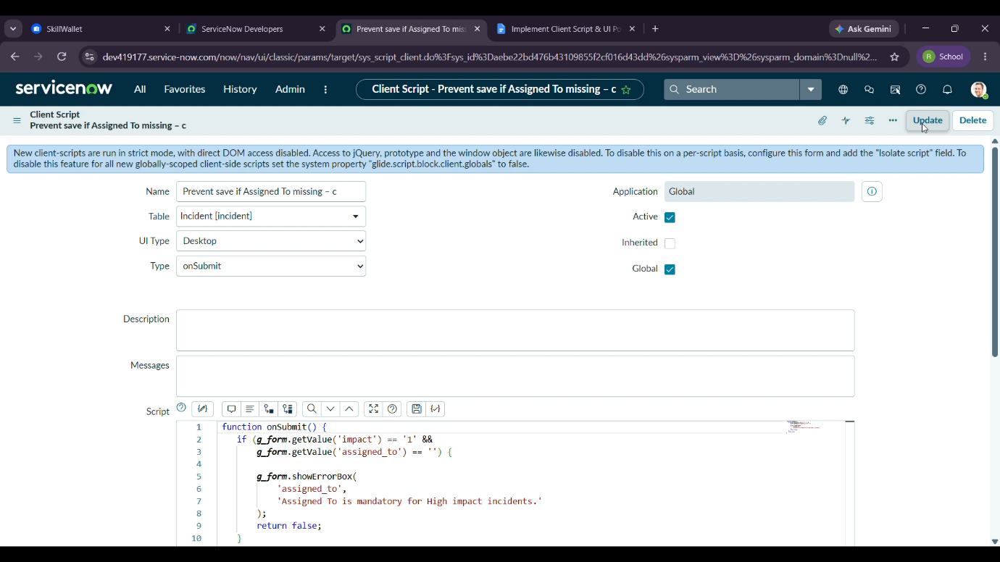 SkillWallet
ServiceNow Developers
Prevent save if Assigned To mis
Implement Client Script & UI Po
Ask Gemini
dev419177.service-now.com/now/nav/ui/classic/params/target/sys_script_client.do%3Fsys_id%3Daebe22bd476b43109855f2cf016d43dd%26sysparm_view%3D%26sysparm_domain%3Dnull%2...
R School
servicenow
All
Favorites
History
Admin
Client Script - Prevent save if Assigned To missing – c
Search
Client Script
Prevent save if Assigned To missing – c
Update
Delete
New client-scripts are run in strict mode, with direct DOM access disabled. Access to jQuery, prototype and the window object are likewise disabled. To disable this on a per-script basis, configure this form and add the "Isolate script" field. To
disable this feature for all new globally-scoped client-side scripts set the system property "glide.script.block.client.globals" to false.
Name Prevent save if Assigned To missing – c
Application Global
Table Incident [incident]
Active
UI Type Desktop
Inherited
Type onSubmit
Global
Description
Messages
Script
1 function onSubmit() {
2 if (g_form.getValue('impact') == '1' &&
3 g_form.getValue('assigned_to') == '') {
4
5 g_form.showErrorBox(
6 'assigned_to',
7 'Assigned To is mandatory for High impact incidents.'
8 );
9 return false;
10 }